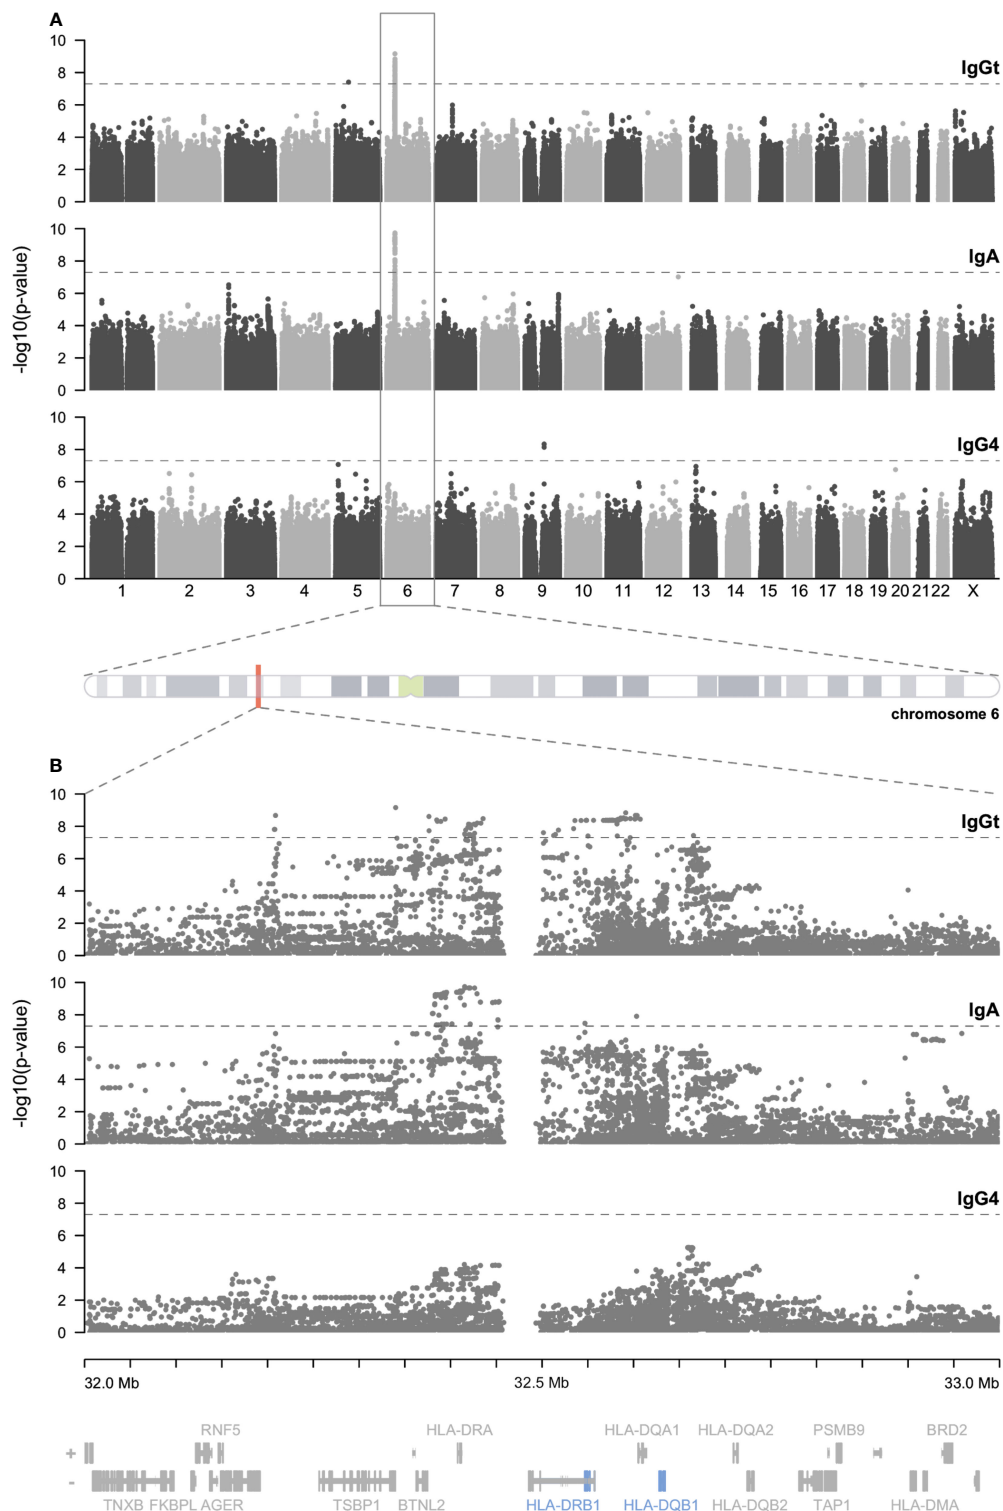 A
10
8
6
4
2
0
IgGt
10
8
6
4
2
0
IgA
-log10(p-value)
10
8
6
4
2
0
IgG4
1 2 3 4 5 6 7 8 9 10 11 12 13 14 15 16 17 18 19 20 21 22 X
chromosome 6
B
10
8
6
4
2
0
IgGt
10
8
6
4
2
0
IgA
-log10(p-value)
10
8
6
4
2
0
IgG4
32.0 Mb 32.5 Mb 33.0 Mb
RNF5 HLA-DRA HLA-DQA1 HLA-DQA2 PSMB9 BRD2
+
-
TNXB FKBPL AGER TSBP1 BTNL2 HLA-DRB1 HLA-DQB1 HLA-DQB2 TAP1 HLA-DMA